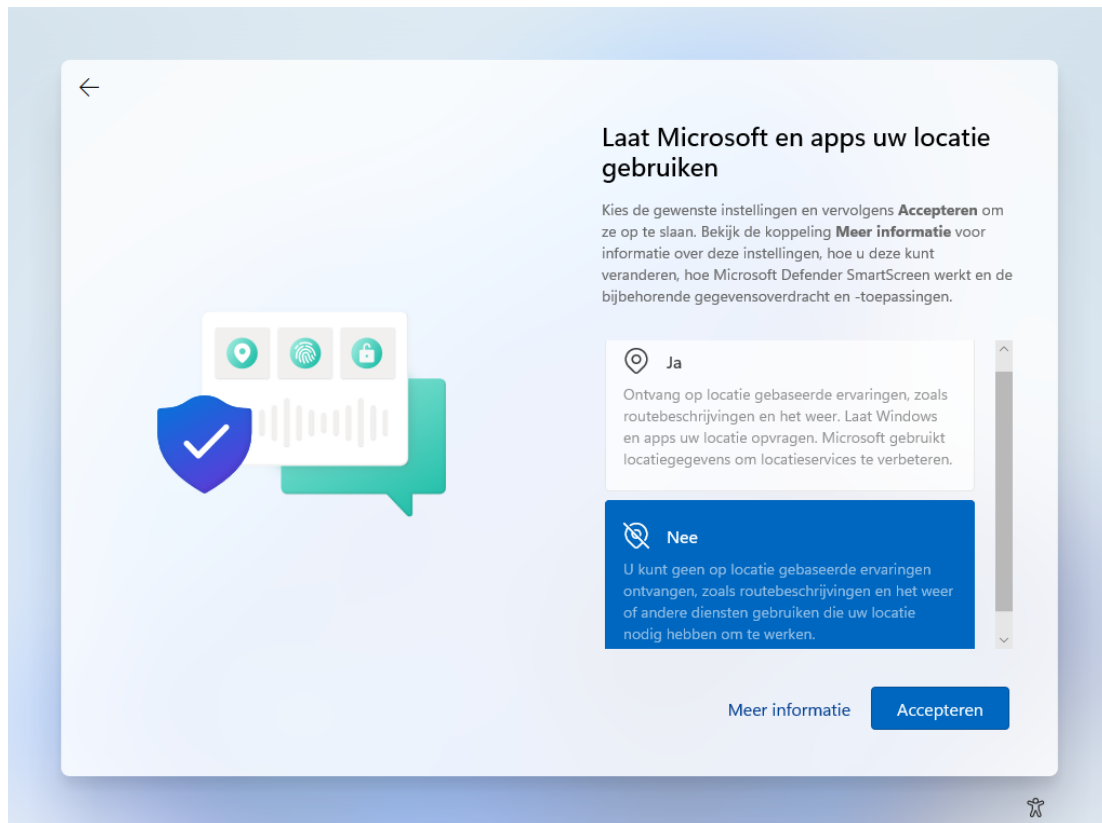 Laat Microsoft en apps uw locatie
gebruiken
Kies de gewenste instellingen en vervolgens Accepteren om
ze op te slaan. Bekijk de koppeling Meer informatie voor
informatie over deze instellingen, hoe u deze kunt
veranderen, hoe Microsoft Defender SmartScreen werkt en de
bijbehorende gegevensoverdracht en -toepassingen.
Ja
Ontvang op locatie gebaseerde ervaringen, zoals
routebeschrijvingen en het weer. Laat Windows
en apps uw locatie opvragen. Microsoft gebruikt
locatiegegevens om locatieservices te verbeteren.
Nee
U kunt geen op locatie gebaseerde ervaringen
ontvangen, zoals routebeschrijvingen en het weer
of andere diensten gebruiken die uw locatie
nodig hebben om te werken.
Meer informatie
Accepteren